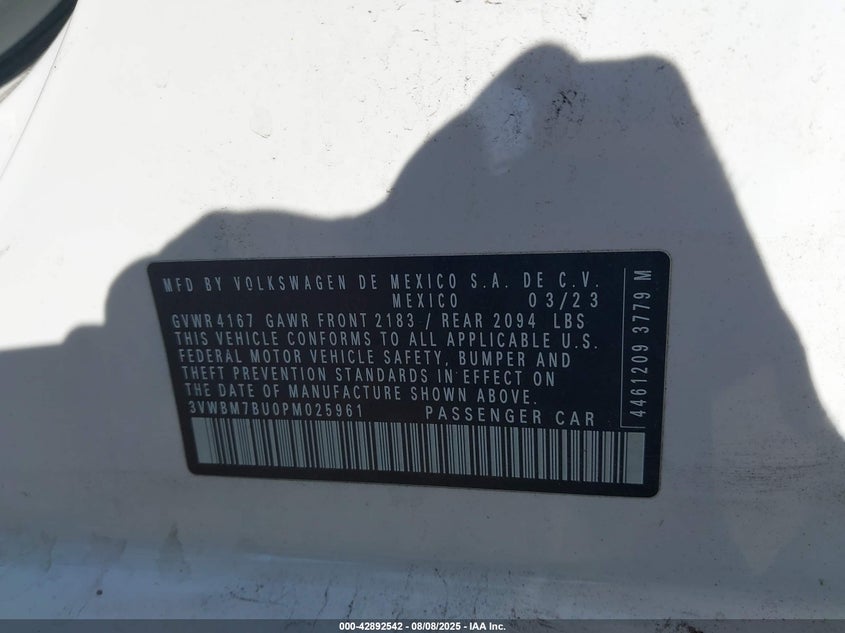 MFD BY VOLKSWAGEN DE MEXICO S.A. DE C.V.
MEXICO 03/23
GVWR 4167 GAWR FRONT 2183 / REAR 2094 LBS
THIS VEHICLE CONFORMS TO ALL APPLICABLE U.S.
FEDERAL MOTOR VEHICLE SAFETY, BUMPER AND
THEFT PREVENTION STANDARDS IN EFFECT ON
THE DATE OF MANUFACTURE SHOWN ABOVE.
3VWBM7BU0PM025961 PASSENGER CAR
4461209 3779 M
000-42892542 - 08/08/2025 - IAA Inc.